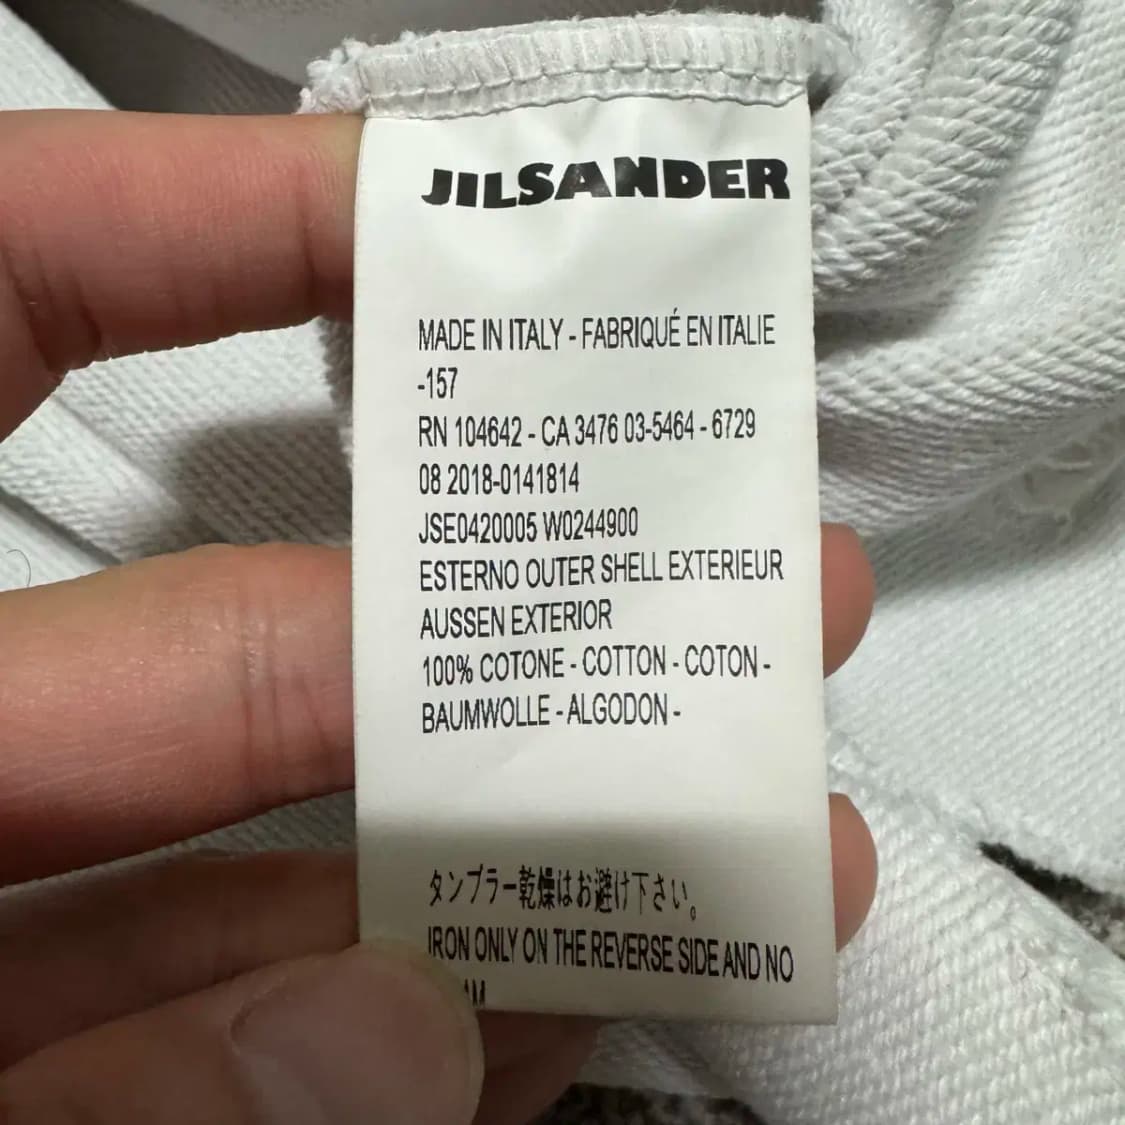 JILSANDER
MADE IN ITALY - FABRIQUÉ EN ITALIE
-157
RN 104642 - CA 3476 03-5464 - 6729
08 2018-0141814
JSE0420005 W0244900
ESTERNO OUTER SHELL EXTERIEUR
AUSSEN EXTERIOR
100% COTONE - COTTON - COTON -
BAUMWOLLE - ALGODON -
タンブラー乾燥はお避け下さい。
IRON ONLY ON THE REVERSE SIDE AND NO